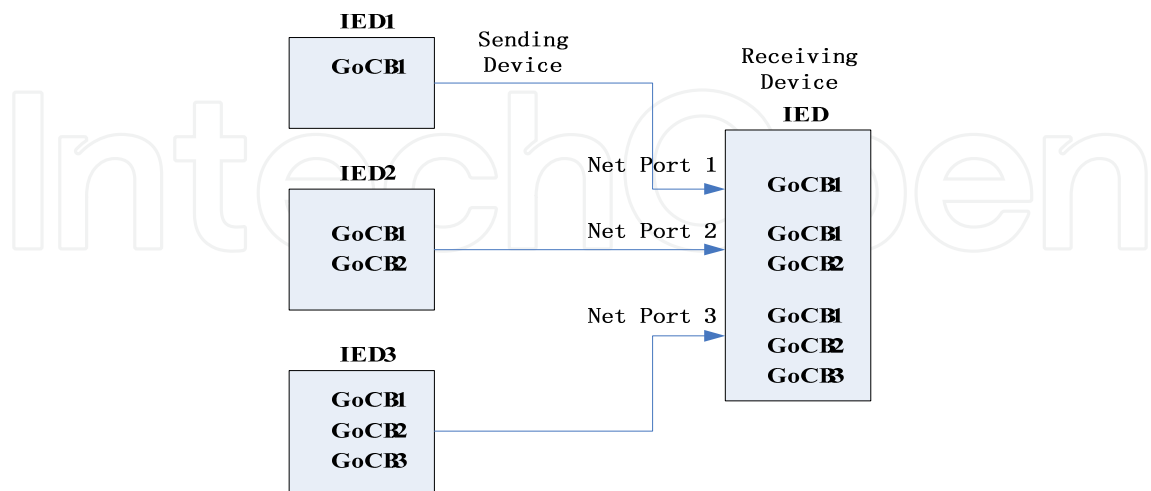 IED1
GoCB1
Sending
Device
Receiving
Device
IED
IntechOpen
IED2
GoCB1
GoCB2
Net Port 1
Net Port 2
Net Port 3
GoCB1
GoCB1
GoCB2
GoCB1
GoCB2
GoCB3
IED3
GoCB1
GoCB2
GoCB3